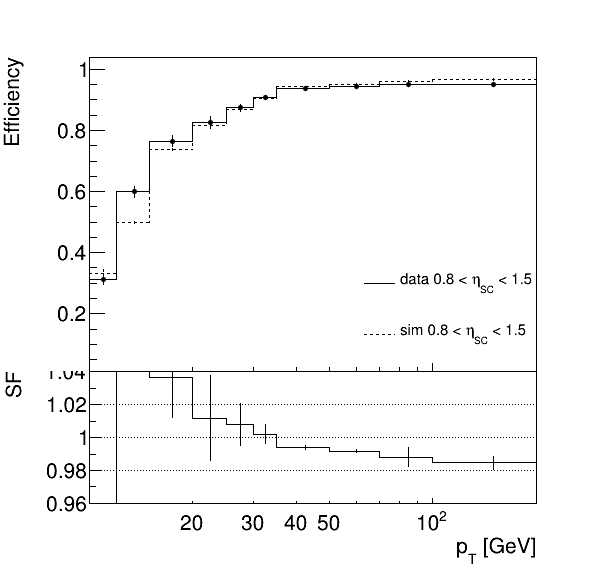 Efficiency
1
0.8
0.6
0.4
0.2
data 0.8 < η_SC < 1.5
sim 0.8 < η_SC < 1.5
SF
1.04
1.02
1
0.98
0.96
20 30 40 50 10²
p_T [GeV]